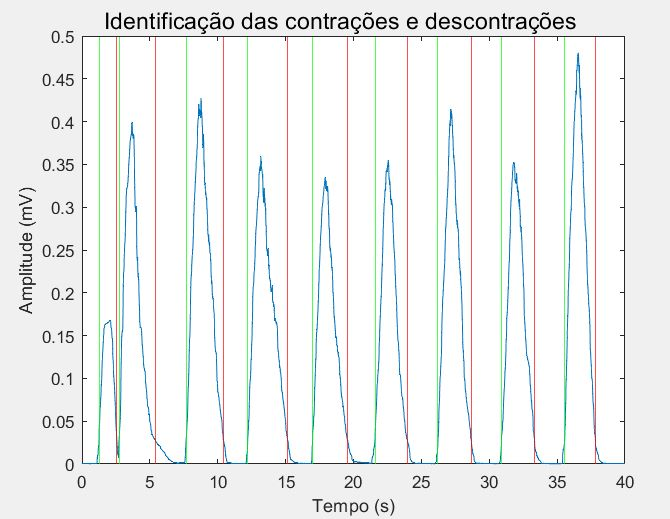 Identificação das contrações e descontrações
0.5
0.45
0.4
0.35
0.3
0.25
0.2
0.15
0.1
0.05
0
Amplitude (mV)
0 5 10 15 20 25 30 35 40
Tempo (s)